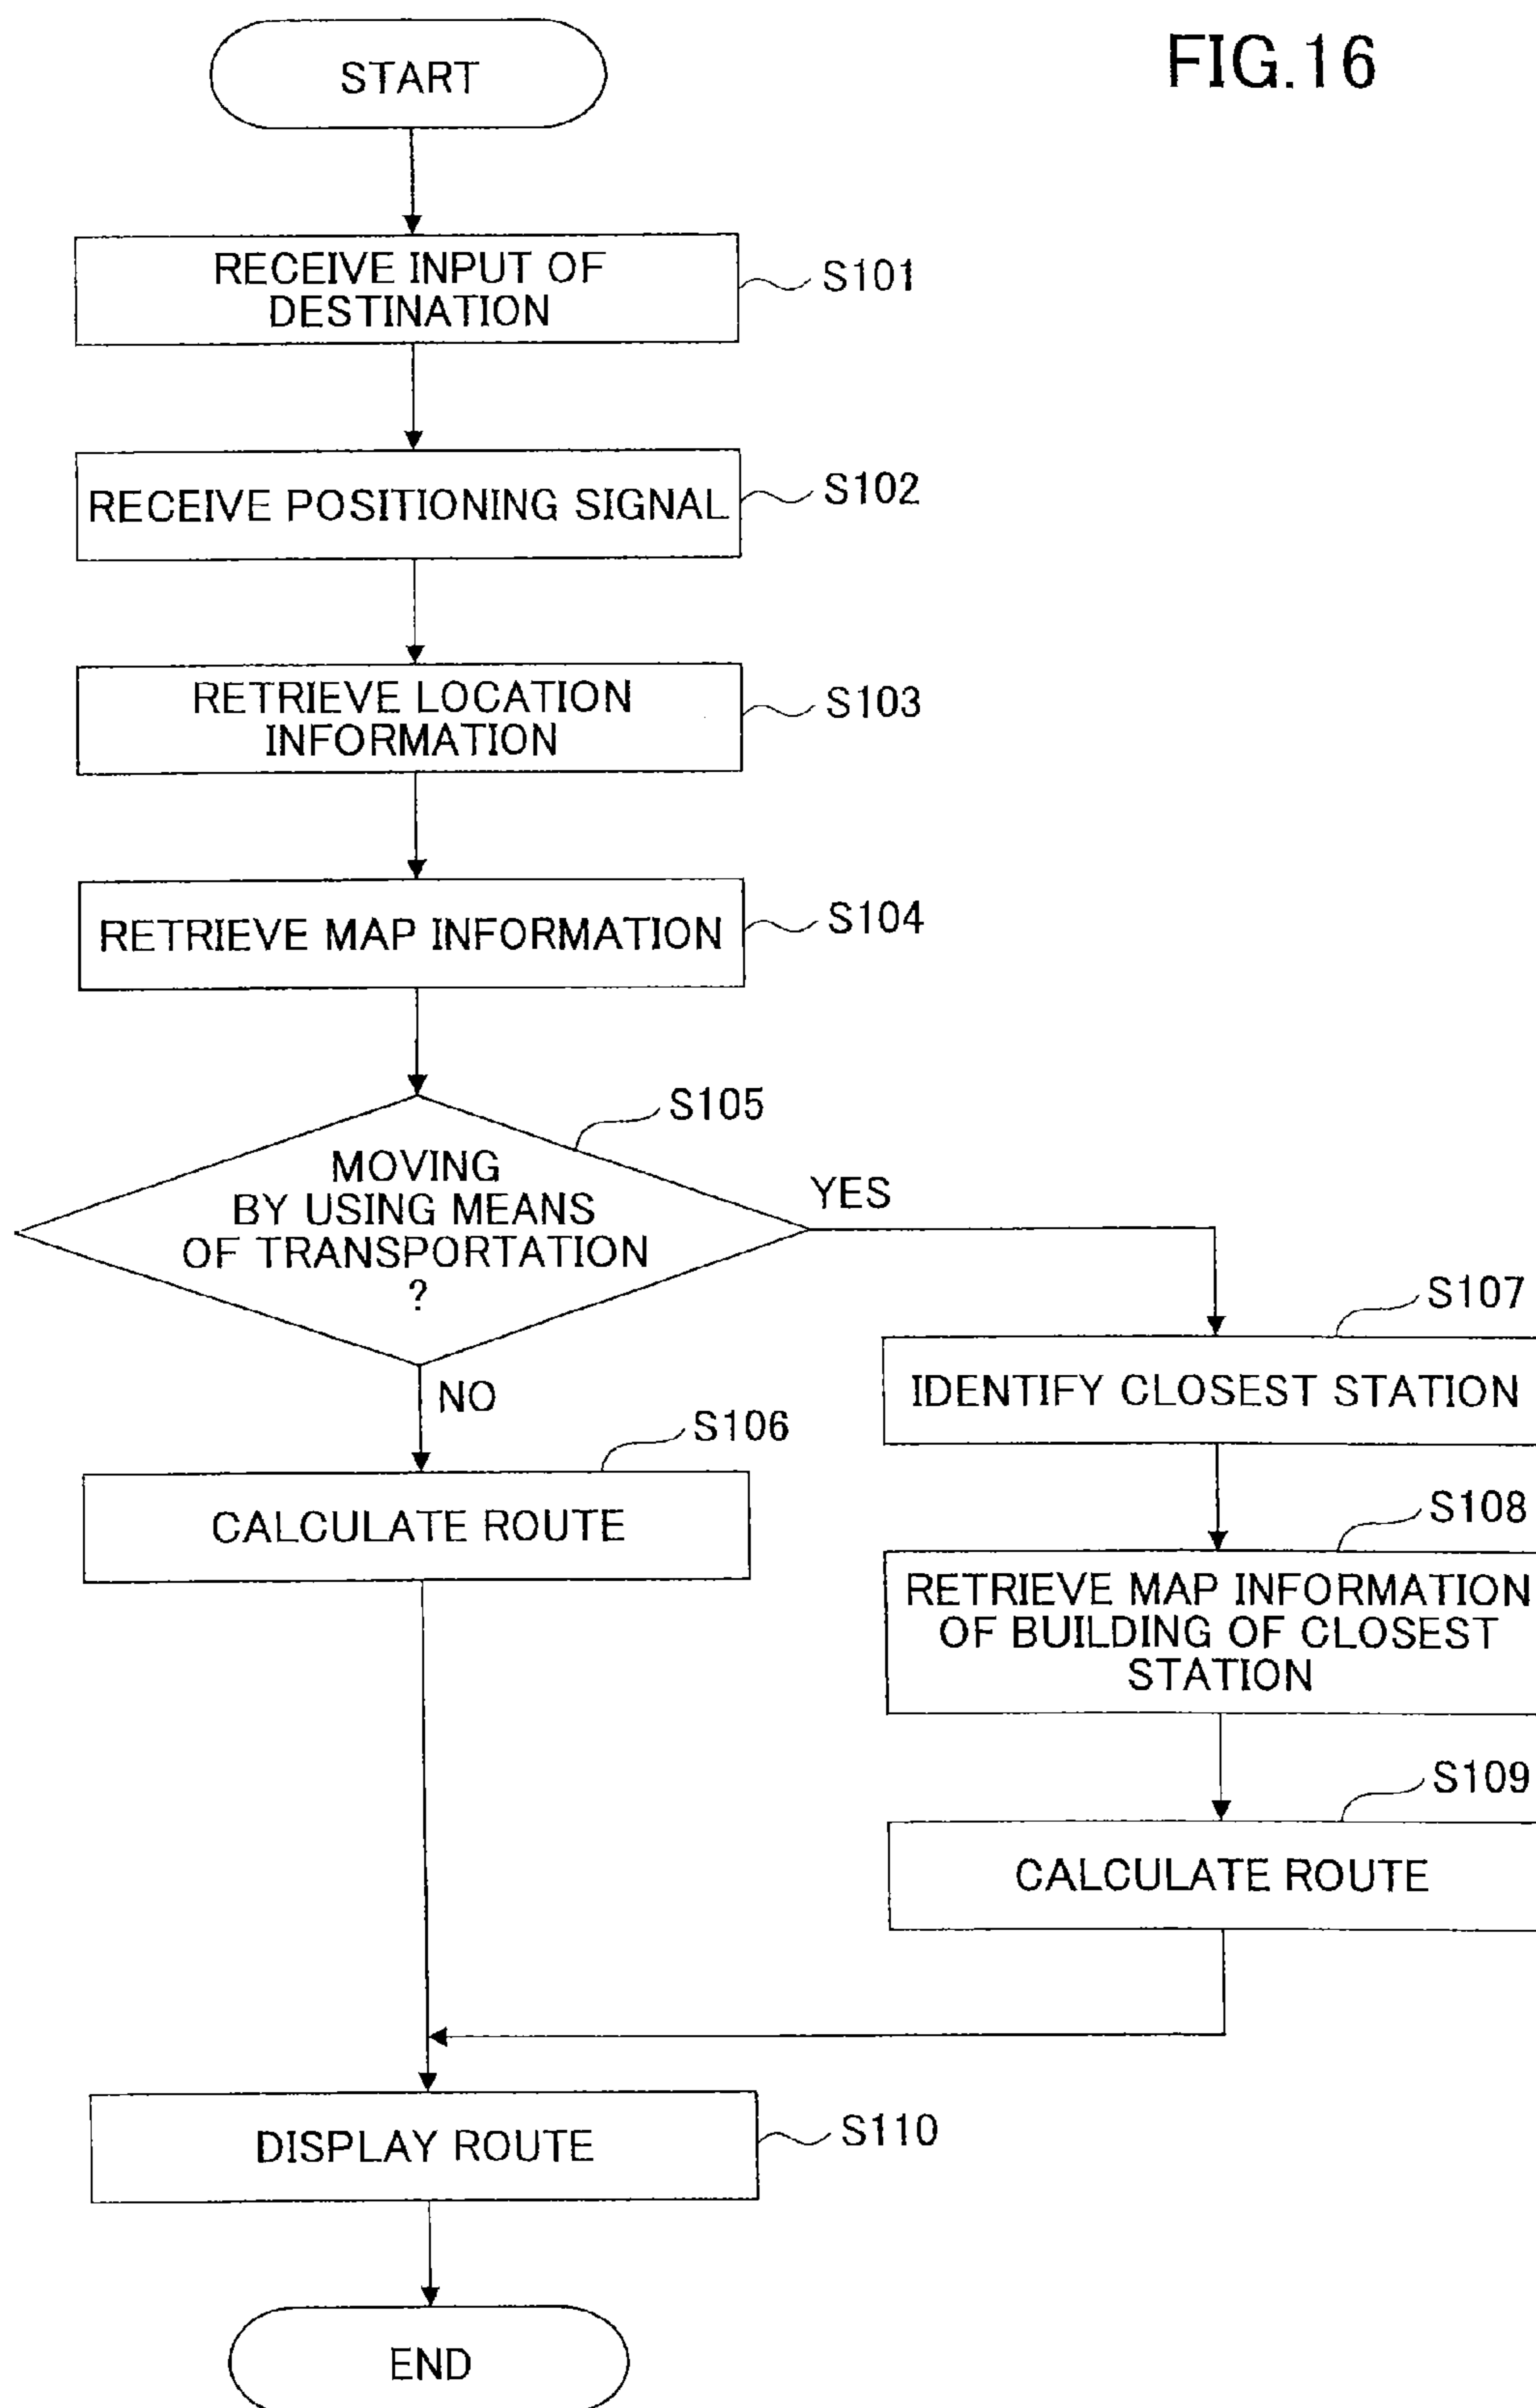 FIG.16
START
RECEIVE INPUT OF
DESTINATION
S101
RECEIVE POSITIONING SIGNAL
S102
RETRIEVE LOCATION
INFORMATION
S103
RETRIEVE MAP INFORMATION
S104
S105
MOVING
BY USING MEANS
OF TRANSPORTATION
?
YES
NO
S106
CALCULATE ROUTE
S107
IDENTIFY CLOSEST STATION
S108
RETRIEVE MAP INFORMATION
OF BUILDING OF CLOSEST
STATION
S109
CALCULATE ROUTE
DISPLAY ROUTE
S110
END